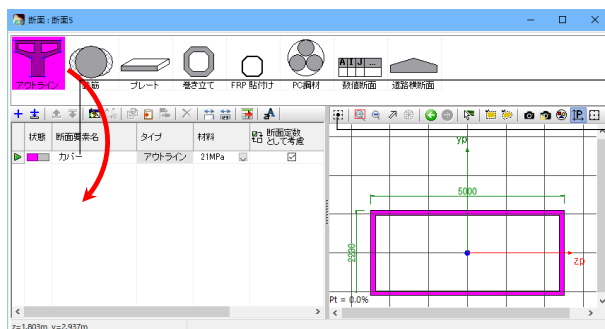 断面 : 断面S
アウトライン 鉄筋 プレート 巻き立て FRP 貼付け PC鋼材 数値断面 道路横断面
A I J ...
状態 断面要素名 タイプ 材料 断面定数
として考慮
カバー アウトライン 21MPa
yp
5000
2290
zp
Pt = 0.0%
z=1.803m y=2.937m